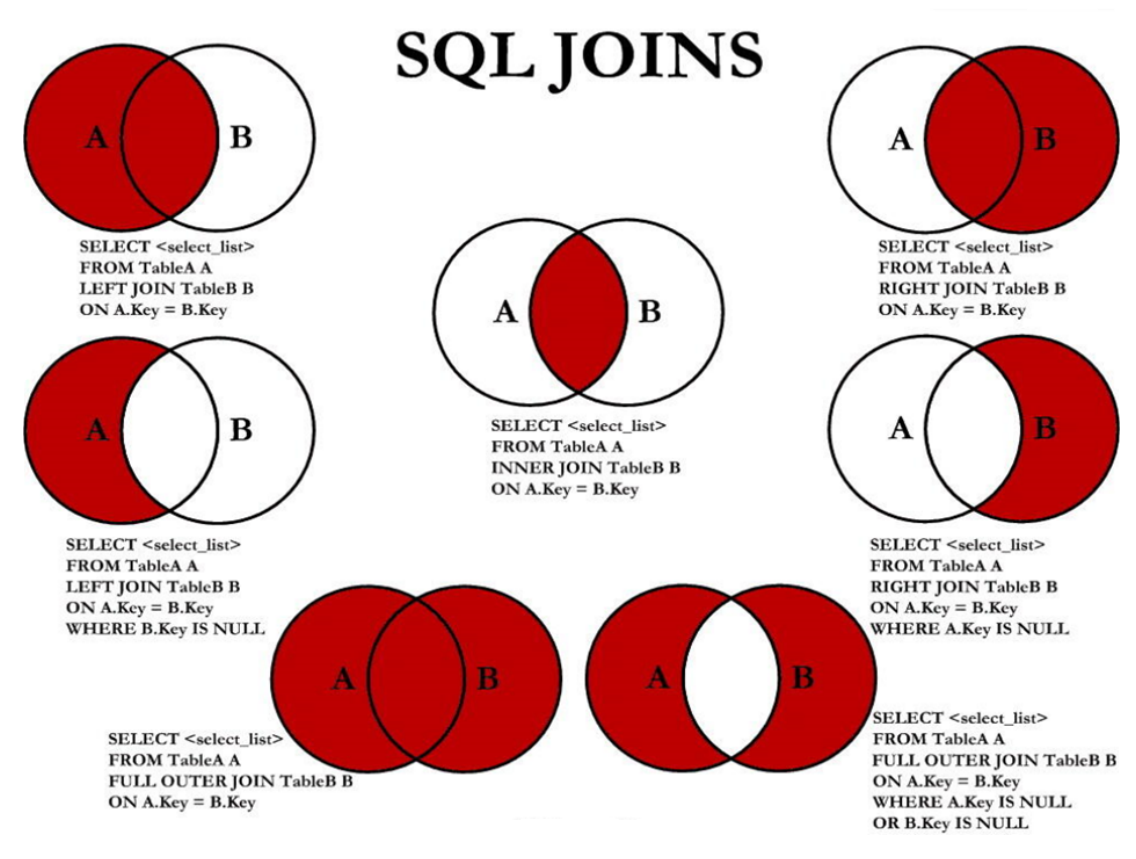 SQL JOINS
A B
SELECT <select_list>
FROM TableA A
LEFT JOIN TableB B
ON A.Key = B.Key
A B
SELECT <select_list>
FROM TableA A
RIGHT JOIN TableB B
ON A.Key = B.Key
A B
SELECT <select_list>
FROM TableA A
INNER JOIN TableB B
ON A.Key = B.Key
A B
SELECT <select_list>
FROM TableA A
LEFT JOIN TableB B
ON A.Key = B.Key
WHERE B.Key IS NULL
A B
SELECT <select_list>
FROM TableA A
RIGHT JOIN TableB B
ON A.Key = B.Key
WHERE A.Key IS NULL
A B
SELECT <select_list>
FROM TableA A
FULL OUTER JOIN TableB B
ON A.Key = B.Key
A B
SELECT <select_list>
FROM TableA A
FULL OUTER JOIN TableB B
ON A.Key = B.Key
WHERE A.Key IS NULL
OR B.Key IS NULL